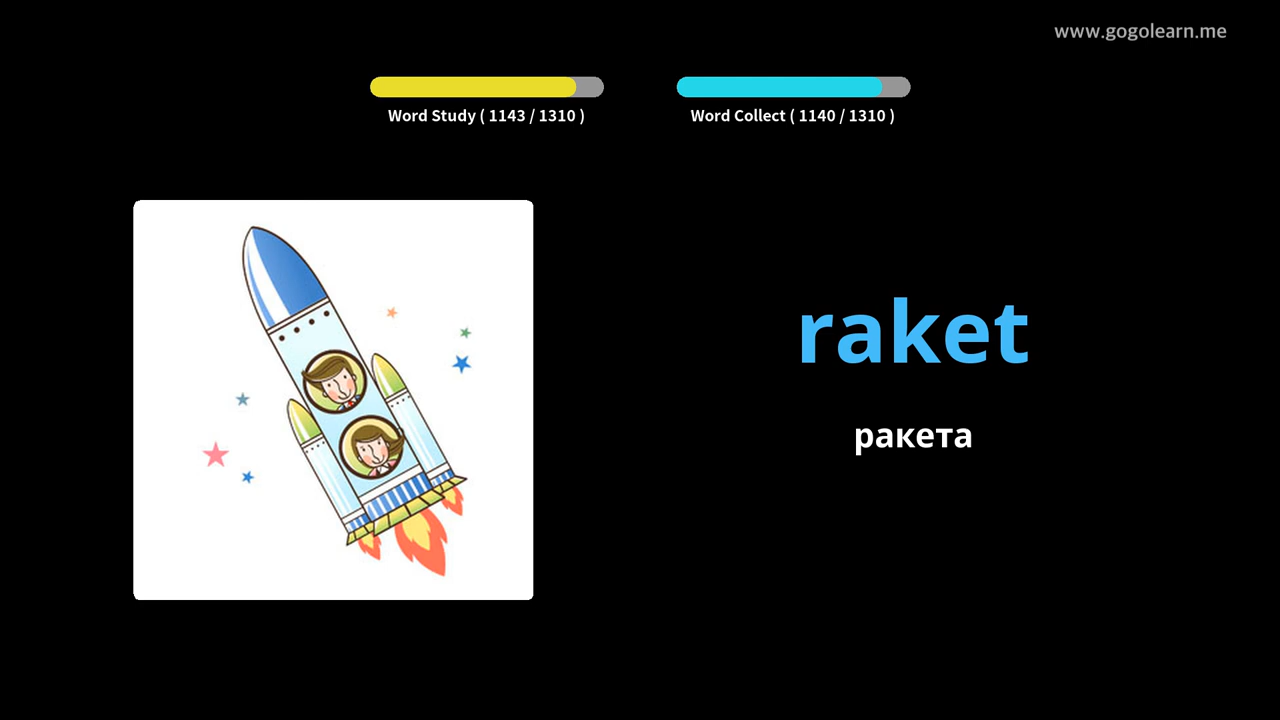 www.gogolearn.me
Word Study ( 1143 / 1310 )
Word Collect ( 1140 / 1310 )
raket
ракета